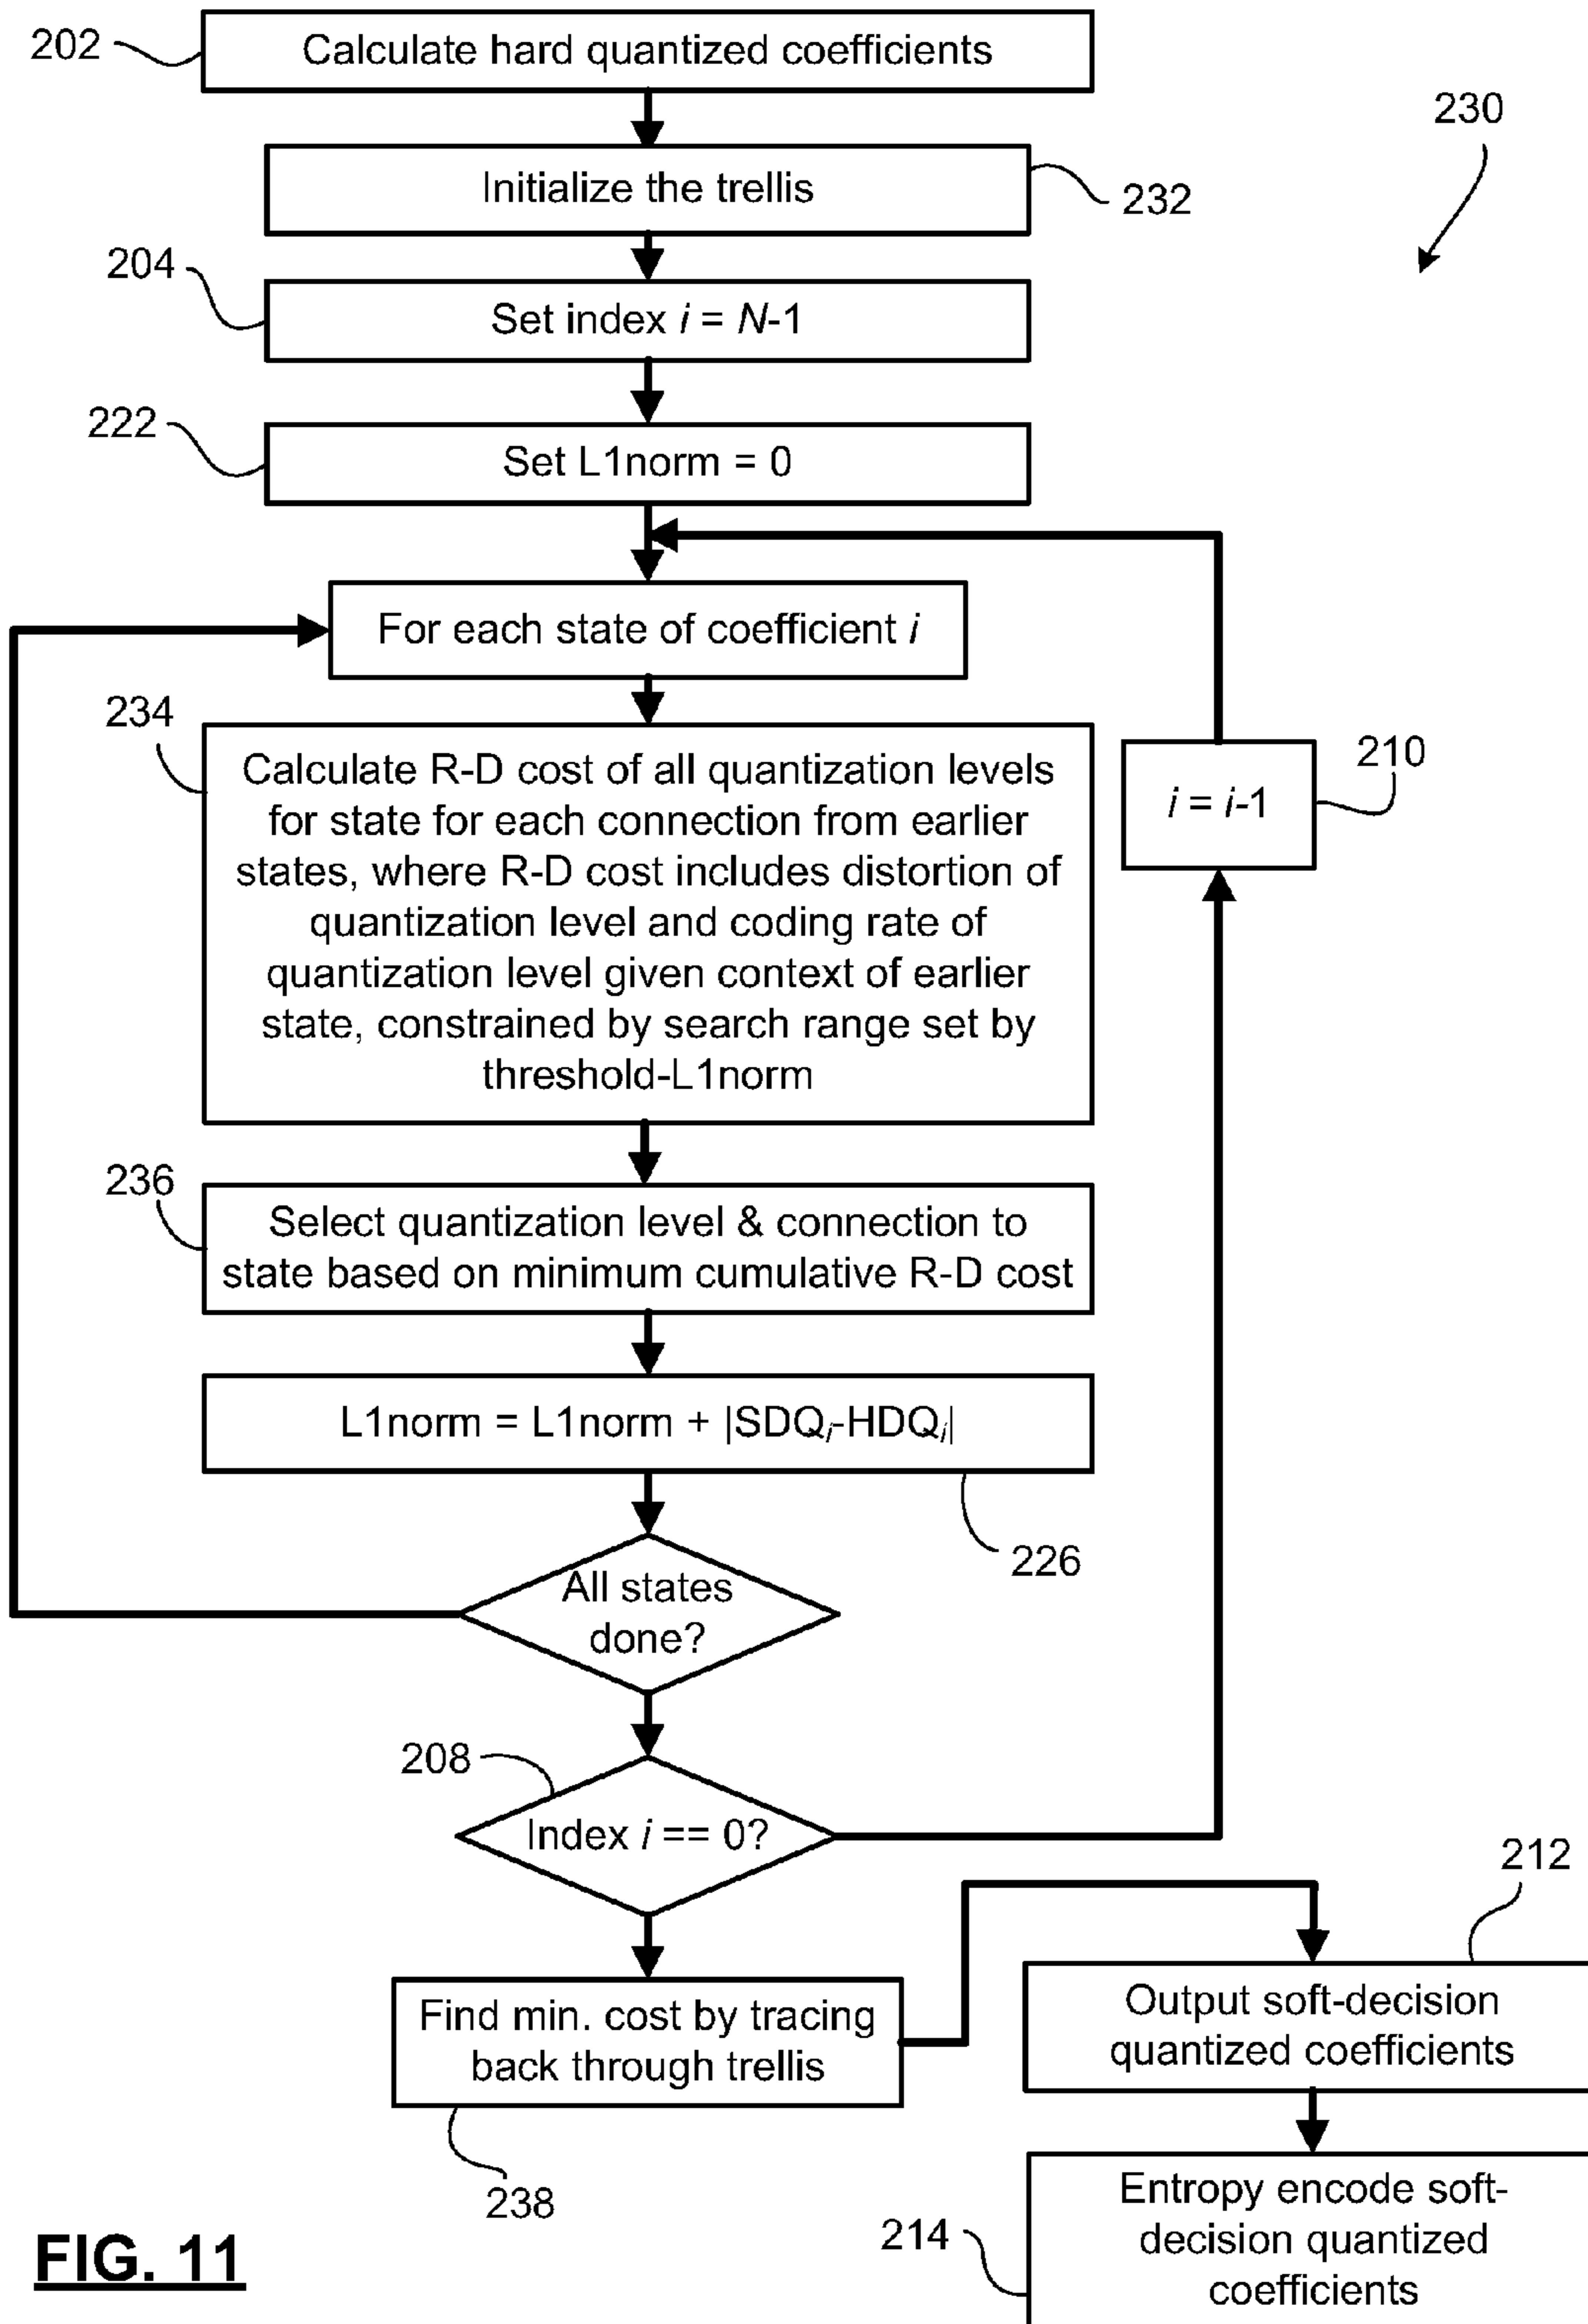 202
Calculate hard quantized coefficients
230
Initialize the trellis
232
204
Set index i = N-1
222
Set L1norm = 0
For each state of coefficient i
234
Calculate R-D cost of all quantization levels
for state for each connection from earlier
states, where R-D cost includes distortion of
quantization level and coding rate of
quantization level given context of earlier
state, constrained by search range set by
threshold-L1norm
210
i = i-1
236
Select quantization level & connection to
state based on minimum cumulative R-D cost
L1norm = L1norm + |SDQi-HDQi|
226
All states
done?
208
Index i == 0?
212
Find min. cost by tracing
back through trellis
238
Output soft-decision
quantized coefficients
214
Entropy encode soft-
decision quantized
coefficients
FIG. 11